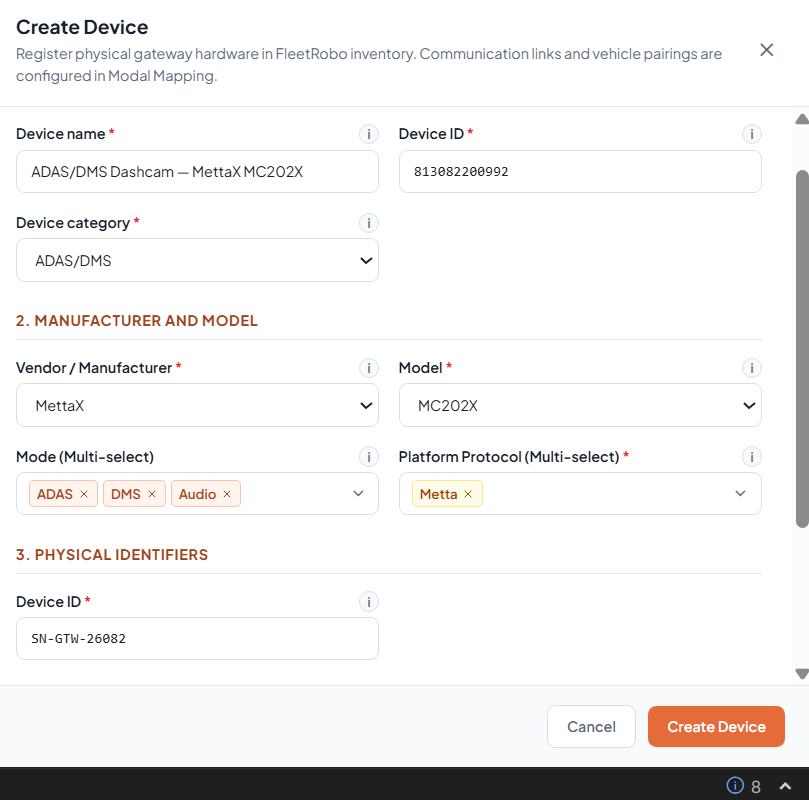 Create Device
Register physical gateway hardware in FleetRobo inventory. Communication links and vehicle pairings are
configured in Modal Mapping.
Device name * i
Device ID * i
ADAS/DMS Dashcam — MettaX MC202X
813082200992
Device category * i
ADAS/DMS
2. MANUFACTURER AND MODEL
Vendor / Manufacturer * i
Model * i
MettaX
MC202X
Mode (Multi-select) i
Platform Protocol (Multi-select) * i
ADAS × DMS × Audio ×
Metta ×
3. PHYSICAL IDENTIFIERS
Device ID * i
SN-GTW-26082
Cancel
Create Device
8